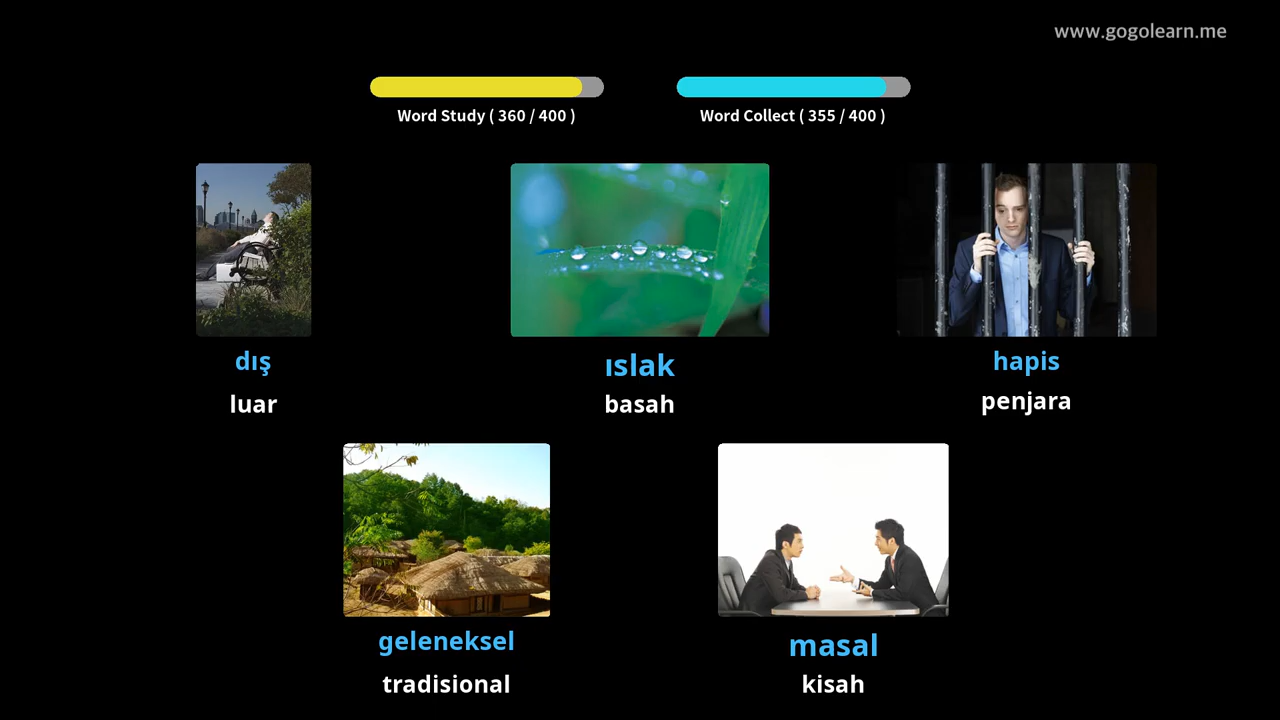 www.gogolearn.me
Word Study ( 360 / 400 )
Word Collect ( 355 / 400 )
dış
ıslak
hapis
luar
basah
penjara
geleneksel
masal
tradisional
kisah